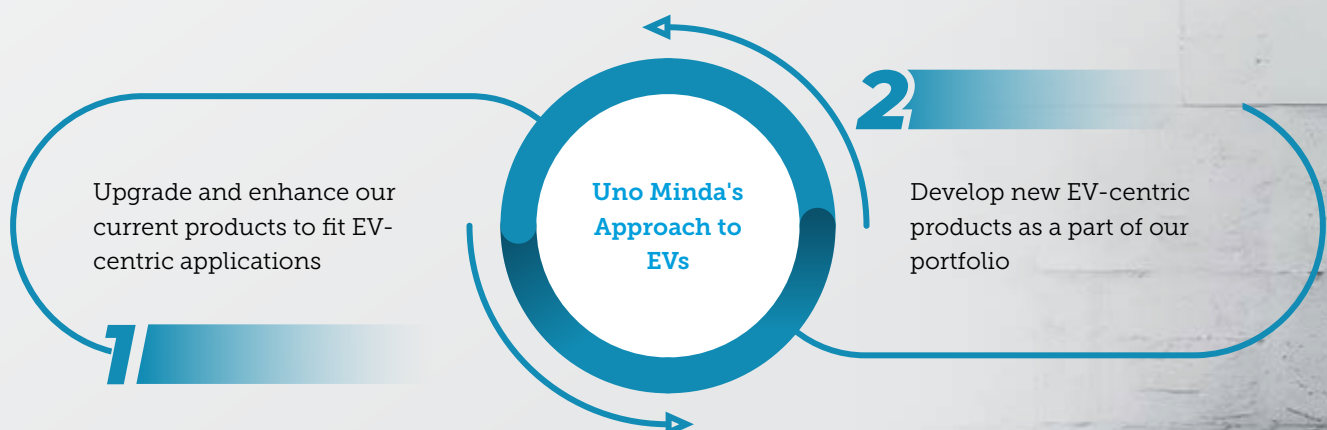 Upgrade and enhance our
current products to fit EV-
centric applications
1
Uno Minda's
Approach to
EVs
2
Develop new EV-centric
products as a part of our
portfolio